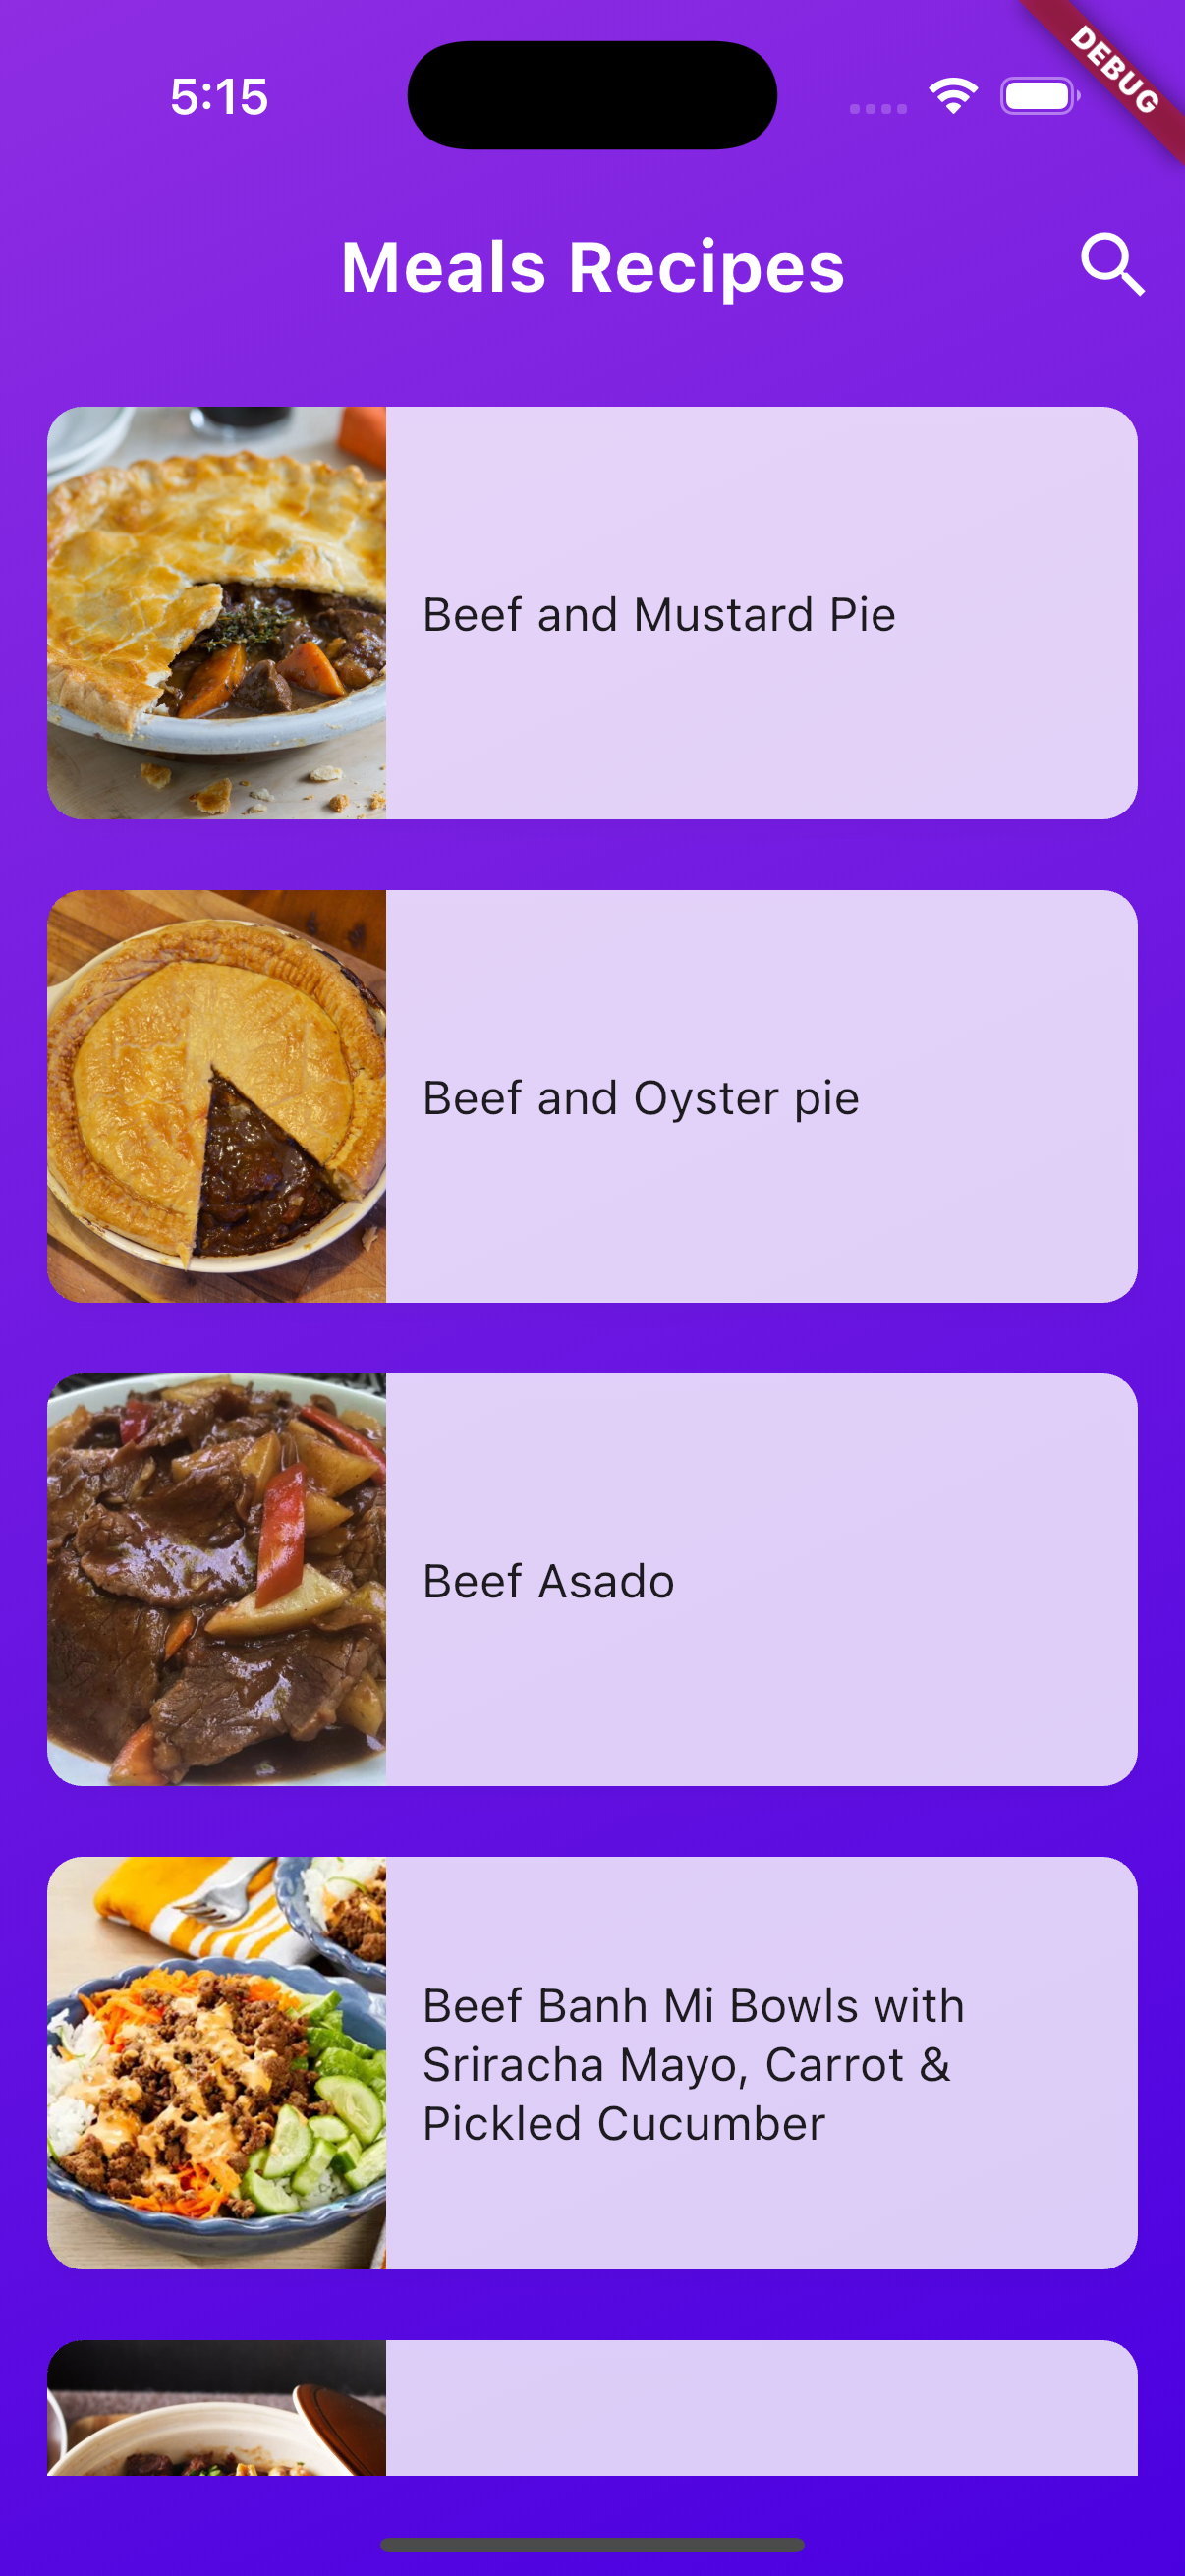 5:15
DEBUG
Meals Recipes
Beef and Mustard Pie
Beef and Oyster pie
Beef Asado
Beef Banh Mi Bowls with
Sriracha Mayo, Carrot &
Pickled Cucumber